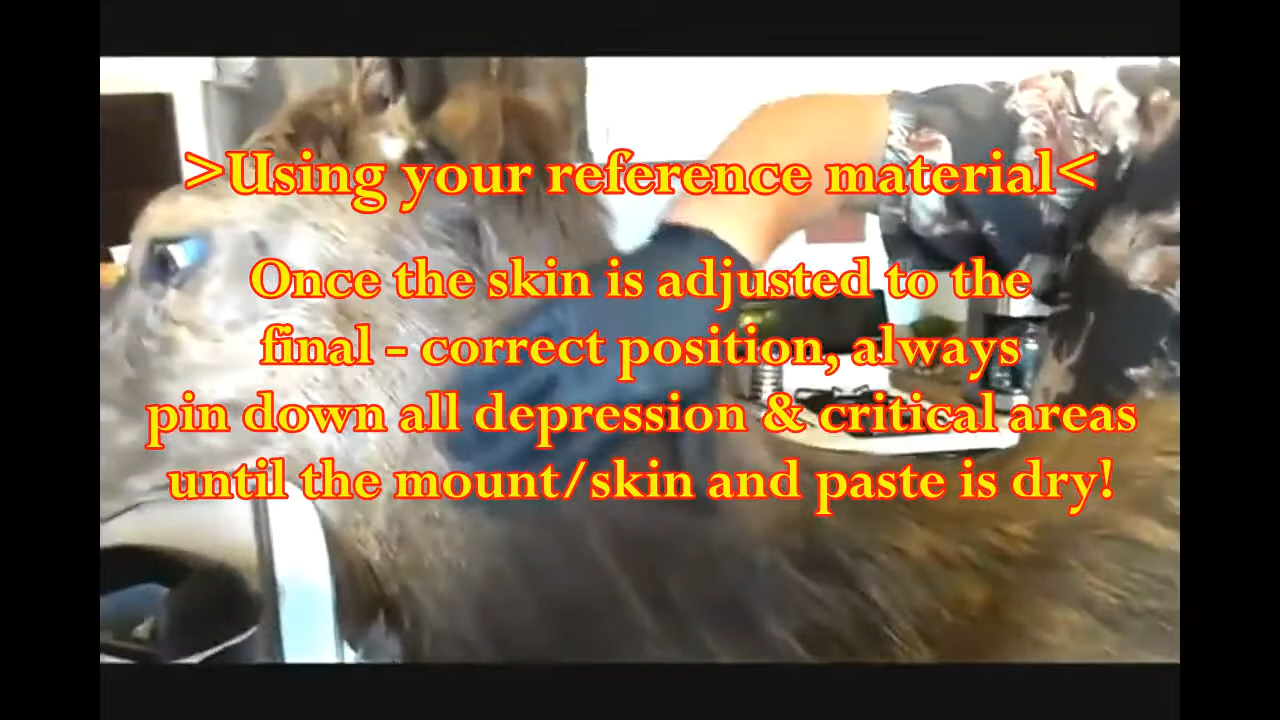 >Using your reference material<
Once the skin is adjusted to the
final - correct position, always
pin down all depression & critical areas
until the mount/skin and paste is dry!